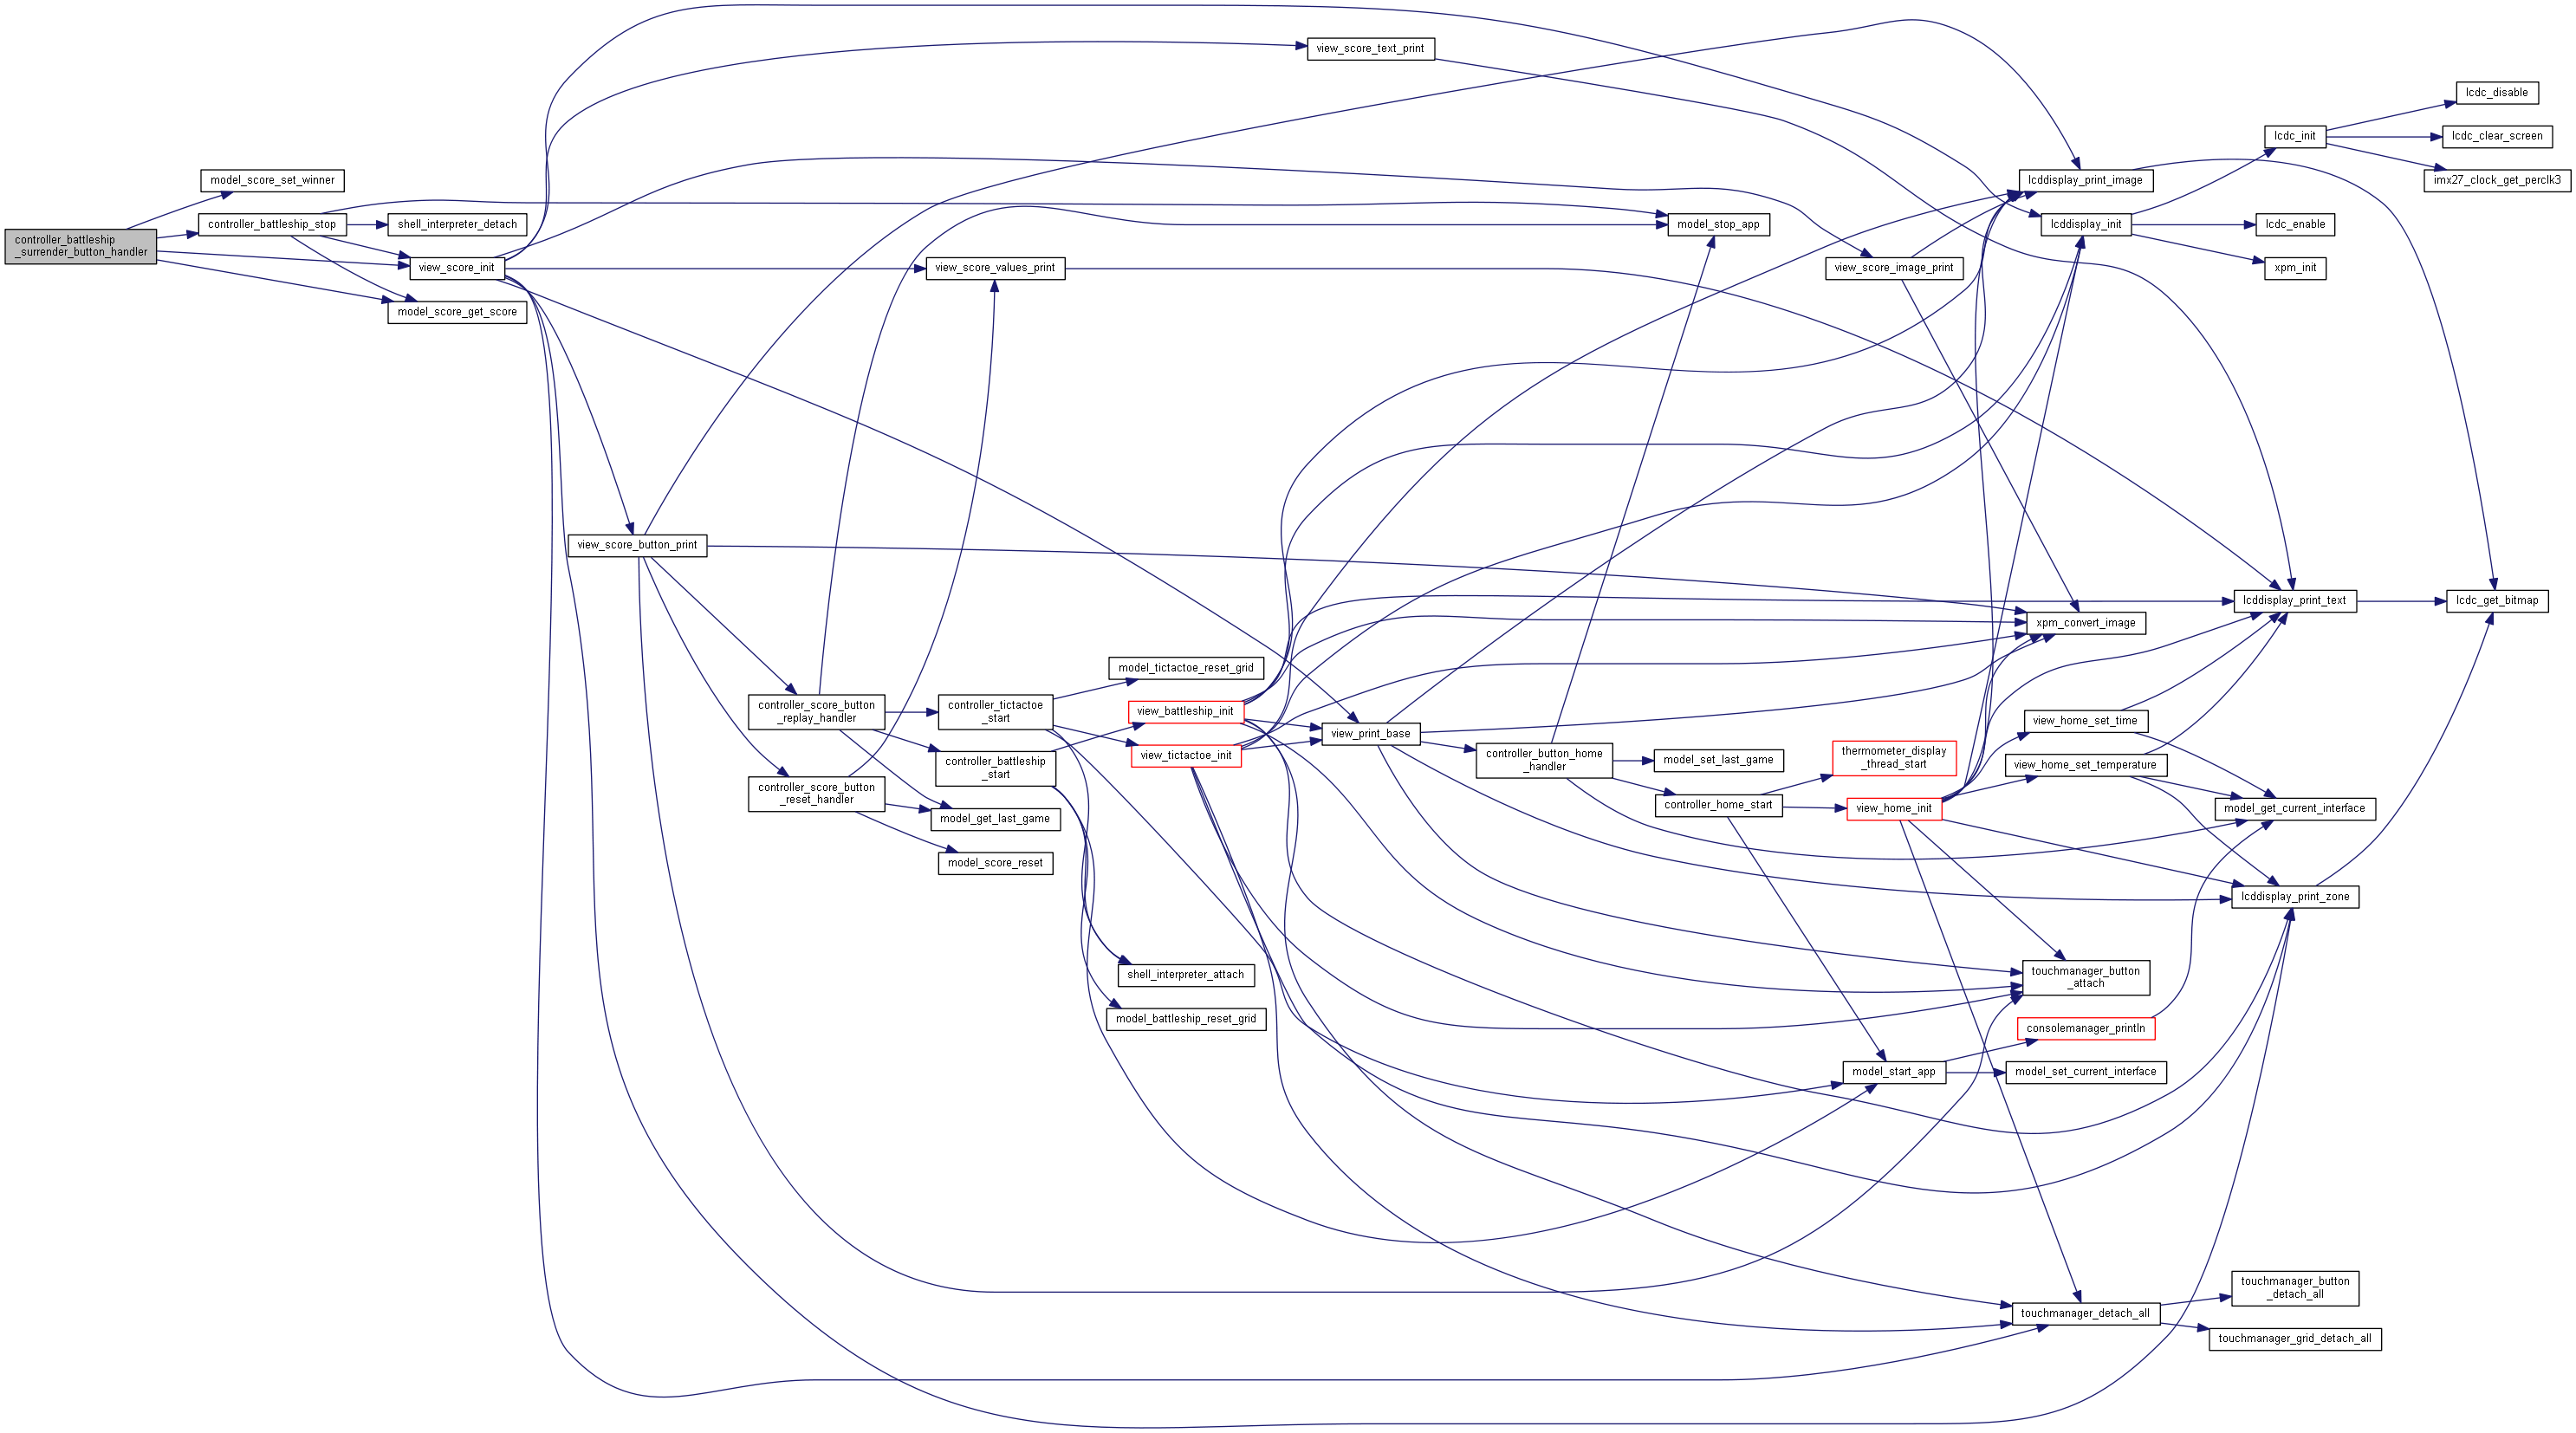 controller_battleship
_surrender_button_handler
model_score_set_winner
controller_battleship_stop
shell_interpreter_detach
view_score_init
model_score_get_score
view_score_button_print
controller_score_button
_replay_handler
controller_score_button
_reset_handler
view_score_values_print
controller_tictactoe
_start
controller_battleship
_start
model_get_last_game
model_score_reset
model_tictactoe_reset_grid
view_battleship_init
view_tictactoe_init
shell_interpreter_attach
model_battleship_reset_grid
view_score_text_print
model_stop_app
view_print_base
controller_button_home
_handler
model_set_last_game
controller_home_start
view_score_image_print
thermometer_display
_thread_start
view_home_init
model_start_app
lcddisplay_print_image
lcddisplay_init
xpm_convert_image
view_home_set_time
view_home_set_temperature
touchmanager_button
_attach
consolemanager_println
model_set_current_interface
touchmanager_detach_all
lcdc_init
lcdc_enable
xpm_init
lcddisplay_print_text
model_get_current_interface
lcddisplay_print_zone
touchmanager_button
_detach_all
touchmanager_grid_detach_all
lcdc_disable
lcdc_clear_screen
imx27_clock_get_perclk3
lcdc_get_bitmap